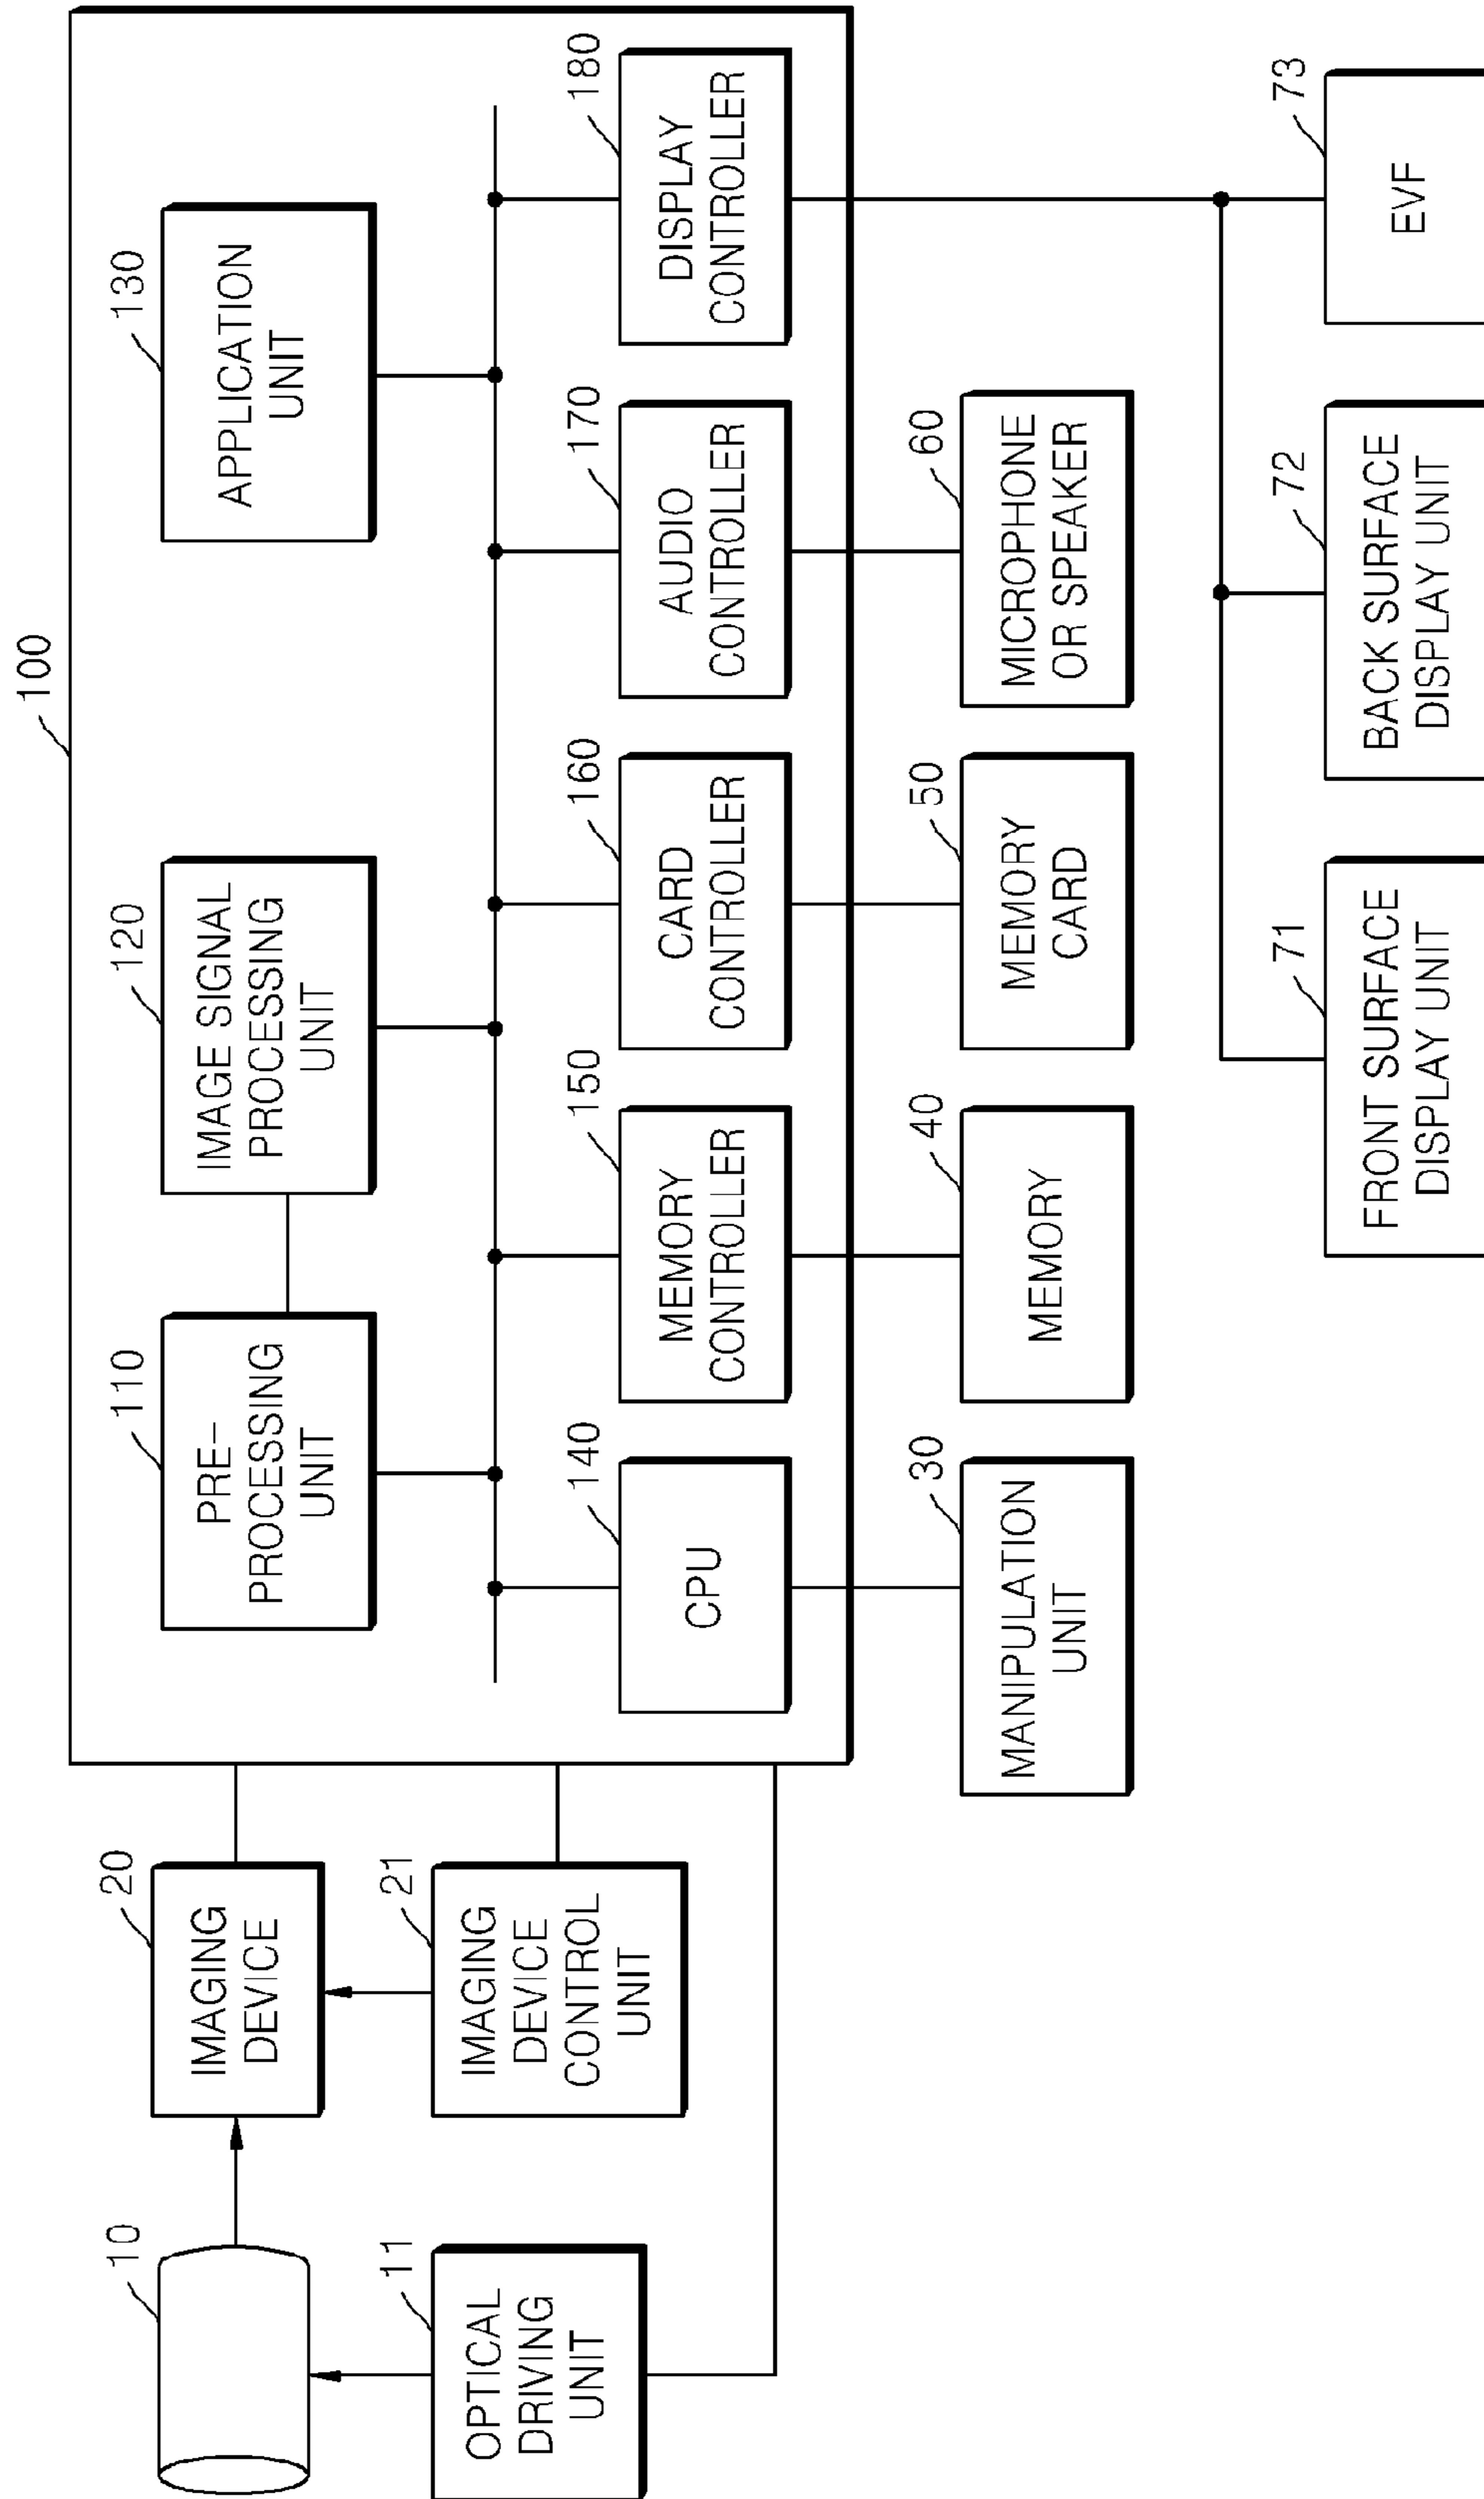 100
10
20
110
120
130
IMAGING
DEVICE
PRE-
PROCESSING
UNIT
IMAGE SIGNAL
PROCESSING
UNIT
APPLICATION
UNIT
11
21
140
150
160
170
180
OPTICAL
DRIVING
UNIT
IMAGING
DEVICE
CONTROL
UNIT
CPU
MEMORY
CONTROLLER
CARD
CONTROLLER
AUDIO
CONTROLLER
DISPLAY
CONTROLLER
30
40
50
60
MANIPULATION
UNIT
MEMORY
MEMORY
CARD
MICROPHONE
OR SPEAKER
71
72
73
FRONT SURFACE
DISPLAY UNIT
BACK SURFACE
DISPLAY UNIT
EVF